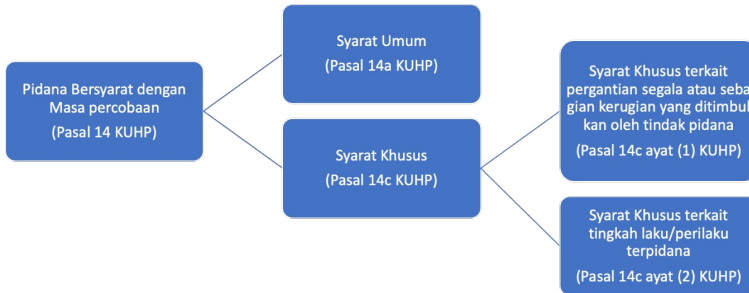 Pidana Bersyarat dengan
Masa percobaan
(Pasal 14 KUHP)
Syarat Umum
(Pasal 14a KUHP)
Syarat Khusus
(Pasal 14c KUHP)
Syarat Khusus terkait
pergantian segala atau seba
gian kerugian yang ditimbul
kan oleh tindak pidana
(Pasal 14c ayat (1) KUHP)
Syarat Khusus terkait
tingkah laku/perilaku
terpidana
(Pasal 14c ayat (2) KUHP)